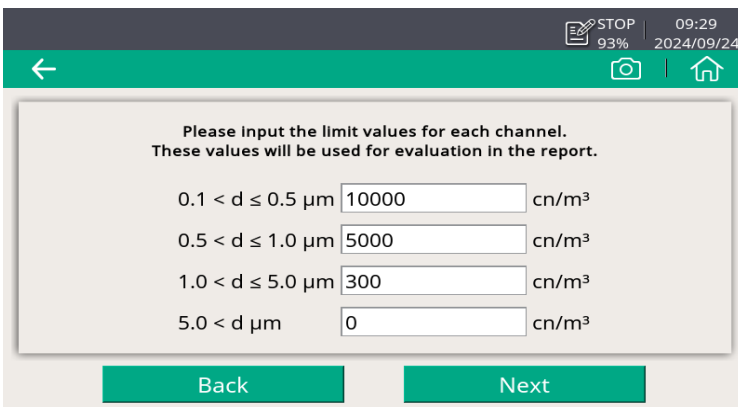 STOP 09:29
93% 2024/09/24
Please input the limit values for each channel.
These values will be used for evaluation in the report.
0.1 < d ≤ 0.5 µm 10000 cn/m³
0.5 < d ≤ 1.0 µm 5000 cn/m³
1.0 < d ≤ 5.0 µm 300 cn/m³
5.0 < d µm 0 cn/m³
Back Next